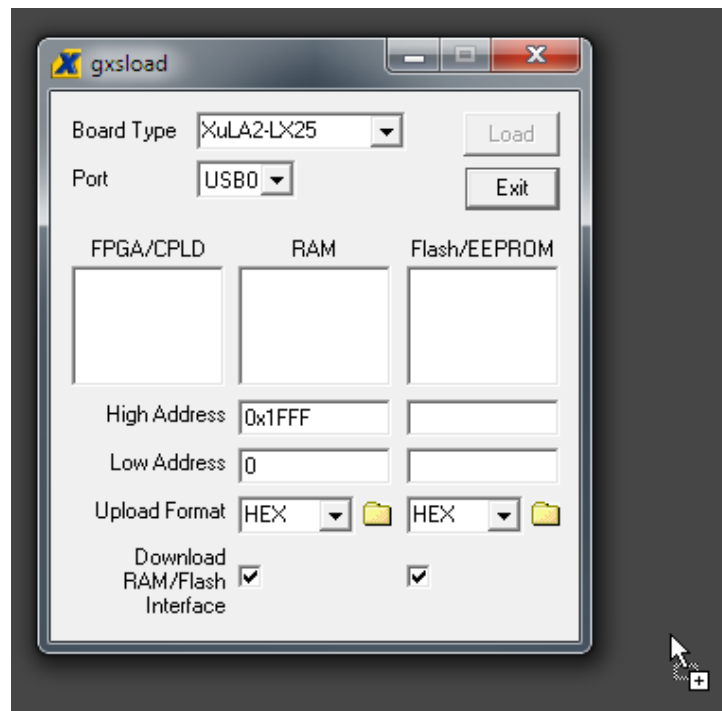 gxsload
Board Type XuLA2-LX25 Load
Port USB0 Exit
FPGA/CPLD RAM Flash/EEPROM
High Address 0x1FFF
Low Address 0
Upload Format HEX HEX
Download
RAM/Flash
Interface